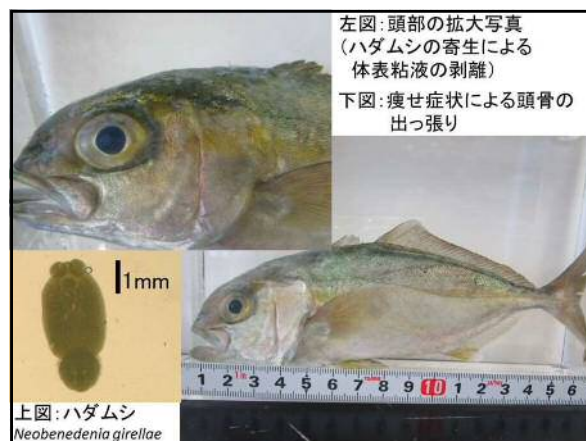 左図：頭部の拡大写真
（ハダムシの寄生による
体表粘液の剥離）
下図：痩せ症状による頭骨の
出っ張り
1mm
1 2 3 4 5 6 7 8 9 10 1 2 3 4 5 6
上図：ハダムシ
Neobenedenia girellae